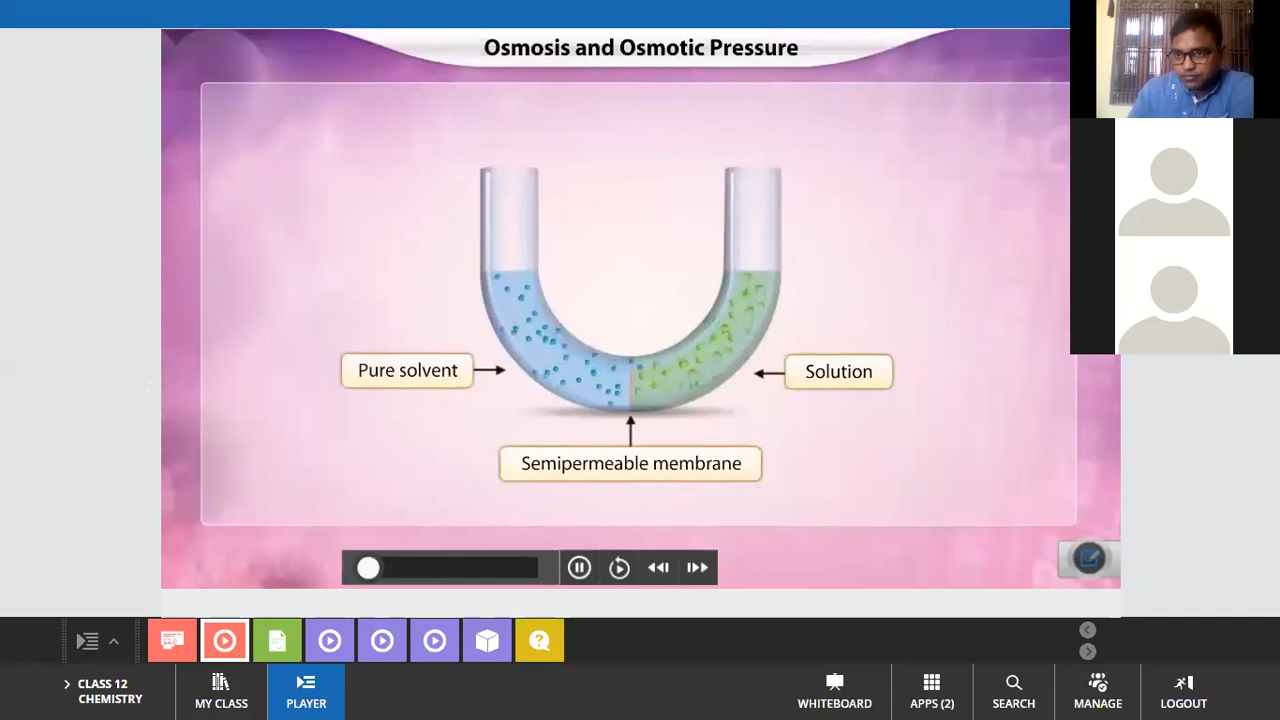 Osmosis and Osmotic Pressure
Pure solvent
Solution
Semipermeable membrane
CLASS 12
CHEMISTRY
MY CLASS
PLAYER
WHITEBOARD
APPS (2)
SEARCH
MANAGE
LOGOUT